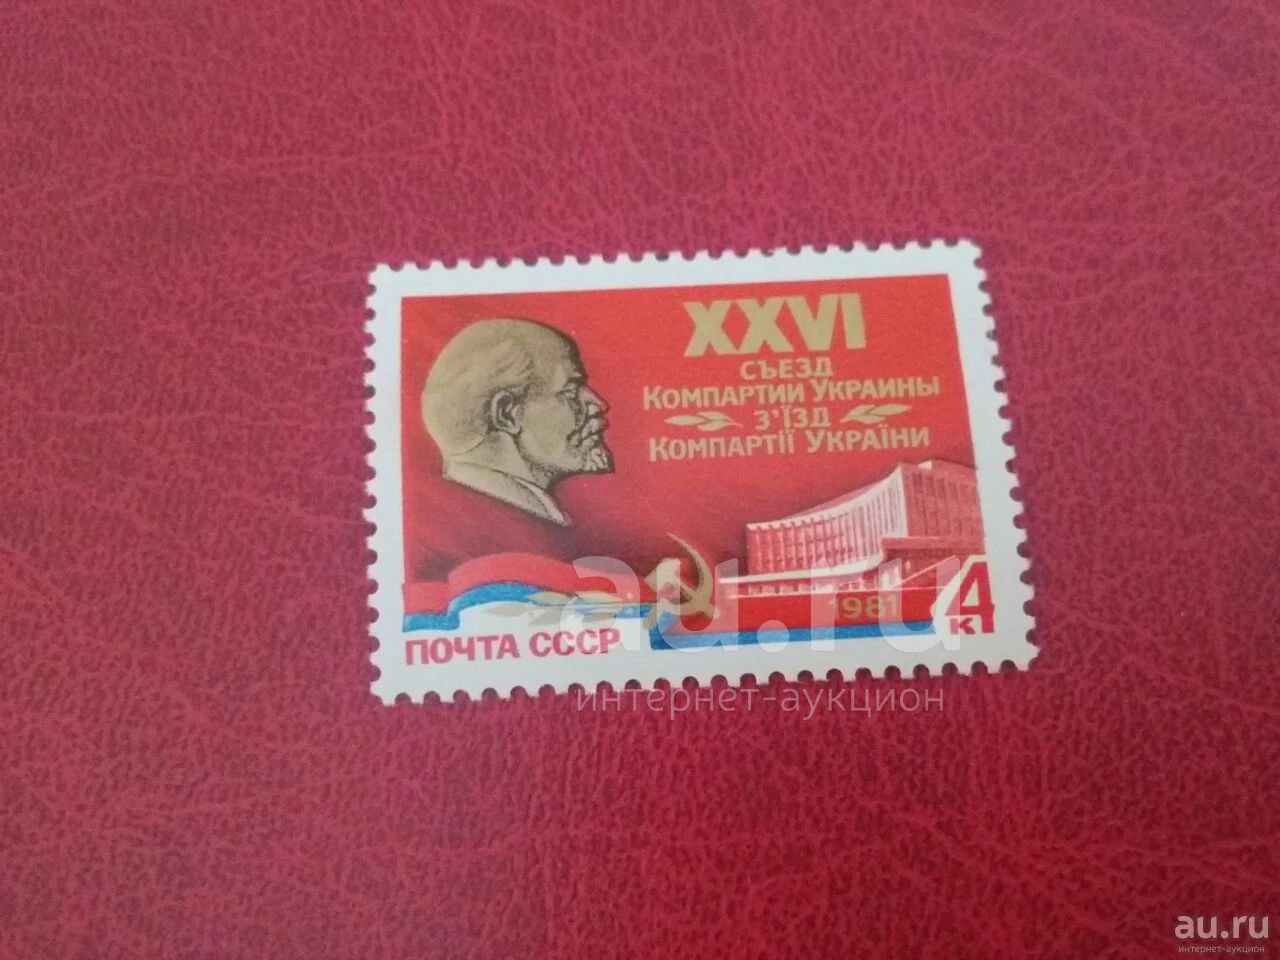 XXVI
СЪЕЗД
КОМПАРТИИ УКРАИНЫ
З'ЇЗД
КОМПАРТІЇ УКРАЇНИ
1981
4
К
ПОЧТА СССР
au.ru
интернет-аукцион
au.ru
интернет-аукцион